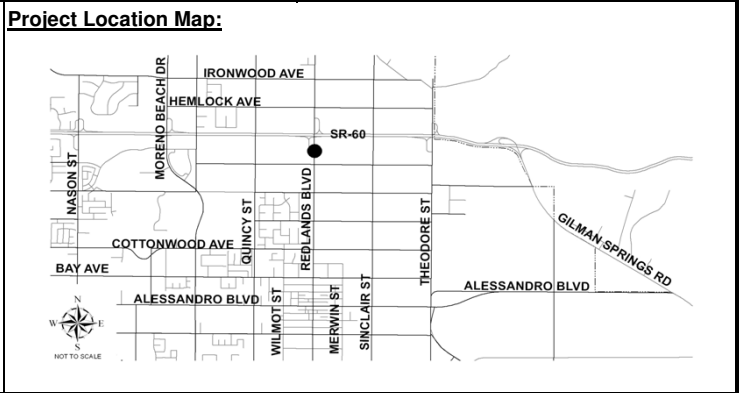 Project Location Map:
IRONWOOD AVE
HEMLOCK AVE
MORENO BEACH DR
SR-60
NASON ST
REDLANDS BLVD
QUINCY ST
THEODORE ST
GILMAN SPRINGS RD
COTTONWOOD AVE
BAY AVE
ALESSANDRO BLVD
ALESSANDRO BLVD
WILMOT ST
MERWIN ST
SINCLAIR ST
N
W
E
S
NOT TO SCALE